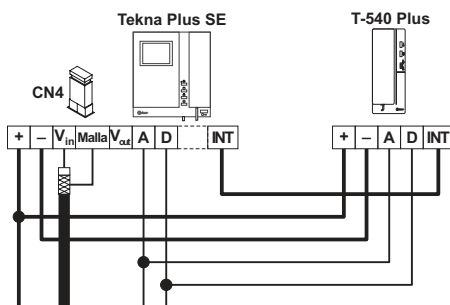 Tekna Plus SE
T-540 Plus
CN4
+ – Vin Malla Vout A D INT
+ – A D INT